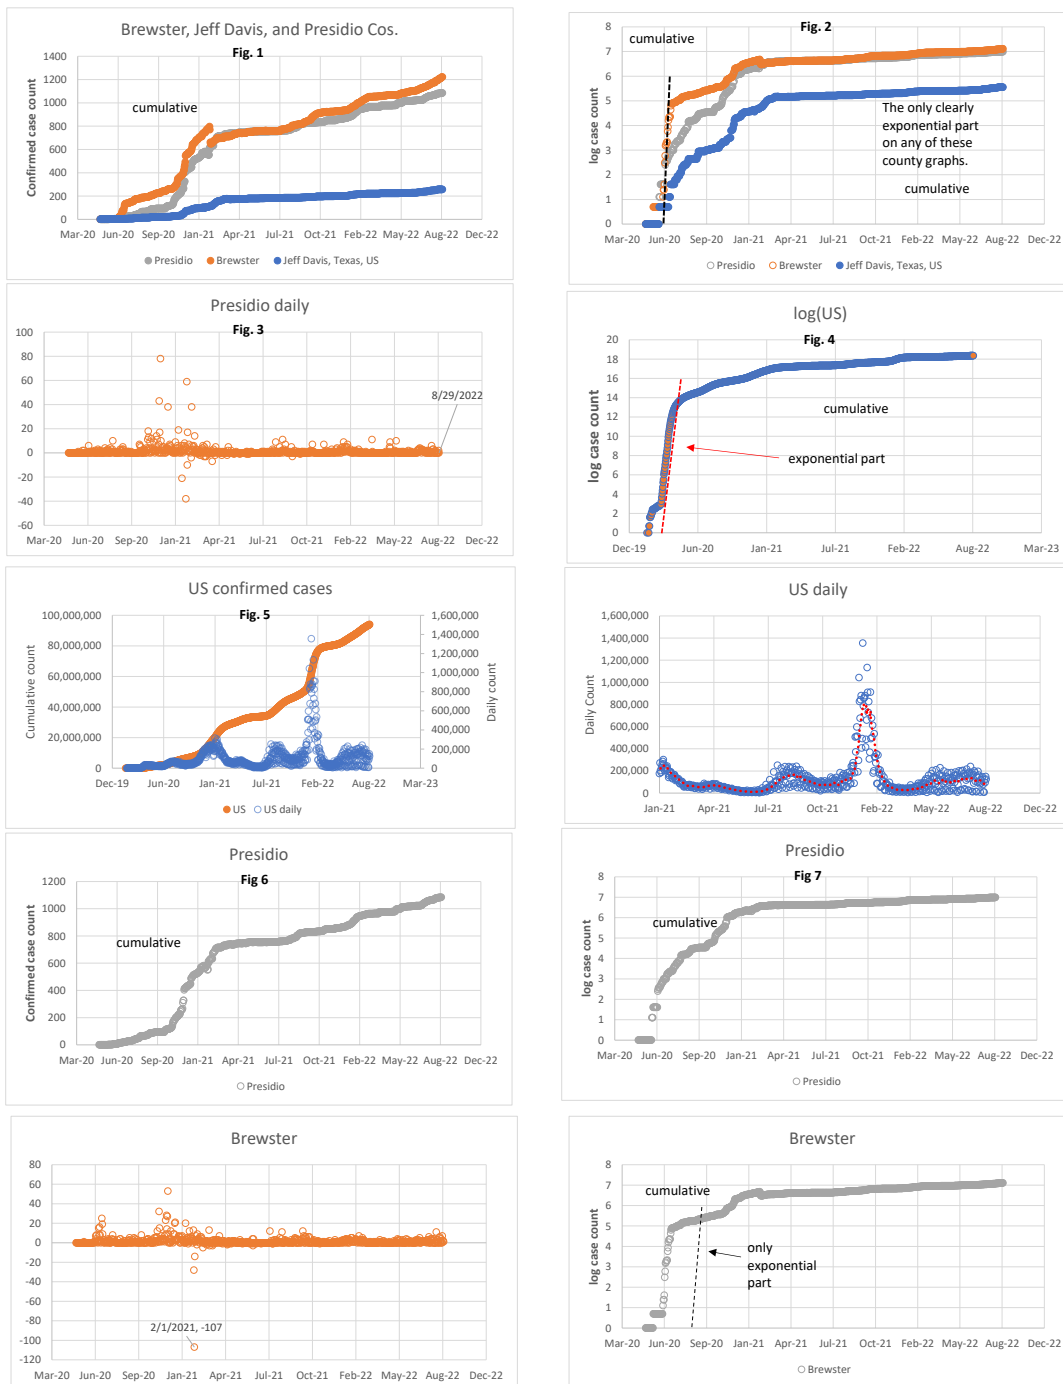 Brewster, Jeff Davis, and Presidio Cos.
Fig. 1
cumulative
Confirmed case count
1400
1200
1000
800
600
400
200
0
Mar-20 Jun-20 Sep-20 Jan-21 Apr-21 Jul-21 Oct-21 Feb-22 May-22 Aug-22 Dec-22
Presidio Brewster Jeff Davis, Texas, US
Fig. 2
cumulative
log case count
8
7
6
5
4
3
2
1
0
The only clearly
exponential part
on any of these
county graphs.
cumulative
Mar-20 Jun-20 Sep-20 Jan-21 Apr-21 Jul-21 Oct-21 Feb-22 May-22 Aug-22 Dec-22
Presidio Brewster Jeff Davis, Texas, US
Presidio daily
Fig. 3
100
80
60
40
20
0
-20
-40
-60
8/29/2022
Mar-20 Jun-20 Sep-20 Jan-21 Apr-21 Jul-21 Oct-21 Feb-22 May-22 Aug-22 Dec-22
log(US)
Fig. 4
log case count
20
18
16
14
12
10
8
6
4
2
0
cumulative
exponential part
Dec-19 Jun-20 Jan-21 Jul-21 Feb-22 Aug-22 Mar-23
US confirmed cases
Fig. 5
Cumulative count
100,000,000
80,000,000
60,000,000
40,000,000
20,000,000
0
1,600,000
1,400,000
1,200,000
1,000,000
800,000
600,000
400,000
200,000
0
Daily count
Dec-19 Jun-20 Jan-21 Jul-21 Feb-22 Aug-22 Mar-23
US US daily
US daily
Daily Count
1,600,000
1,400,000
1,200,000
1,000,000
800,000
600,000
400,000
200,000
0
Jan-21 Apr-21 Jul-21 Oct-21 Feb-22 May-22 Aug-22 Dec-22
Presidio
Fig 6
cumulative
Confirmed case count
1200
1000
800
600
400
200
0
Mar-20 Jun-20 Sep-20 Jan-21 Apr-21 Jul-21 Oct-21 Feb-22 May-22 Aug-22 Dec-22
Presidio
Presidio
Fig 7
cumulative
log case count
8
7
6
5
4
3
2
1
0
Mar-20 Jun-20 Sep-20 Jan-21 Apr-21 Jul-21 Oct-21 Feb-22 May-22 Aug-22 Dec-22
Presidio
Brewster
80
60
40
20
0
-20
-40
-60
-80
-100
-120
2/1/2021, -107
Mar-20 Jun-20 Sep-20 Jan-21 Apr-21 Jul-21 Oct-21 Feb-22 May-22 Aug-22 Dec-22
Brewster
cumulative
log case count
8
7
6
5
4
3
2
1
0
only
exponential
part
Mar-20 Jun-20 Sep-20 Jan-21 Apr-21 Jul-21 Oct-21 Feb-22 May-22 Aug-22 Dec-22
Brewster